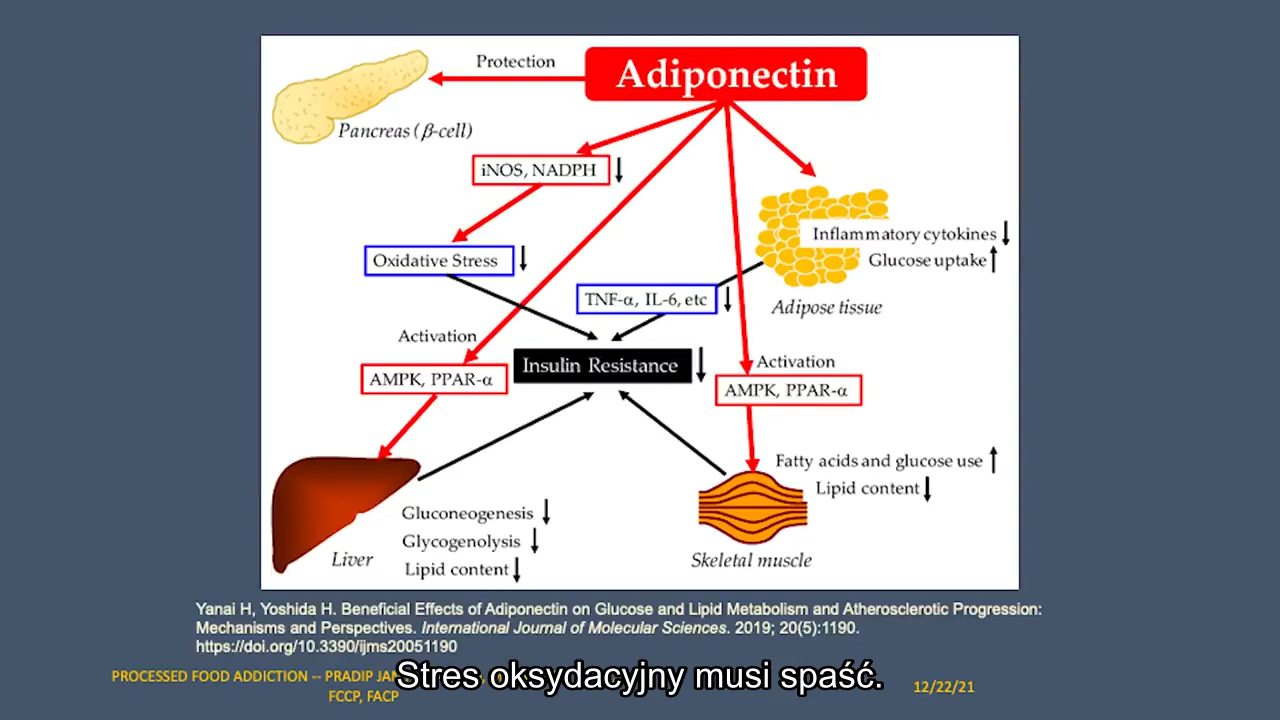 Protection
Adiponectin
Pancreas (β-cell)
iNOS, NADPH ↓
Inflammatory cytokines ↓
Glucose uptake ↑
Oxidative Stress ↓
TNF-α, IL-6, etc ↓
Adipose tissue
Activation
Insulin Resistance ↓
Activation
AMPK, PPAR-α
AMPK, PPAR-α
Fatty acids and glucose use ↑
Lipid content ↓
Gluconeogenesis ↓
Glycogenolysis ↓
Lipid content ↓
Liver
Skeletal muscle
Yanai H, Yoshida H. Beneficial Effects of Adiponectin on Glucose and Lipid Metabolism and Atherosclerotic Progression:
Mechanisms and Perspectives. International Journal of Molecular Sciences. 2019; 20(5):1190.
https://doi.org/10.3390/ijms20051190
PROCESSED FOOD ADDICTION -- PRADIP
FCCP, FACP
12/22/21
Stres oksydacyjny musi spaść.